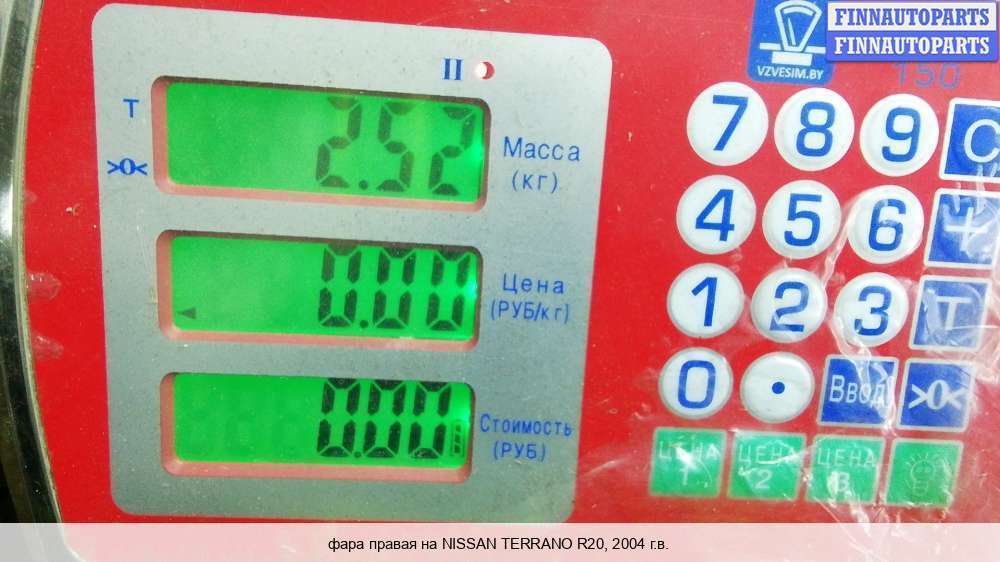 FINNAUTOPARTS
FINNAUTOPARTS
VZVESIM.BY
150
II
T
>0<
2.52
Масса
(кг)
0.00
Цена
(РУБ/кг)
0.00
Стоимость
(РУБ.)
7 8 9 C
4 5 6 +
1 2 3 T
0 . Ввод >0<
ЦЕНА 1
ЦЕНА 2
ЦЕНА 3
фара правая на NISSAN TERRANO R20, 2004 г.в.